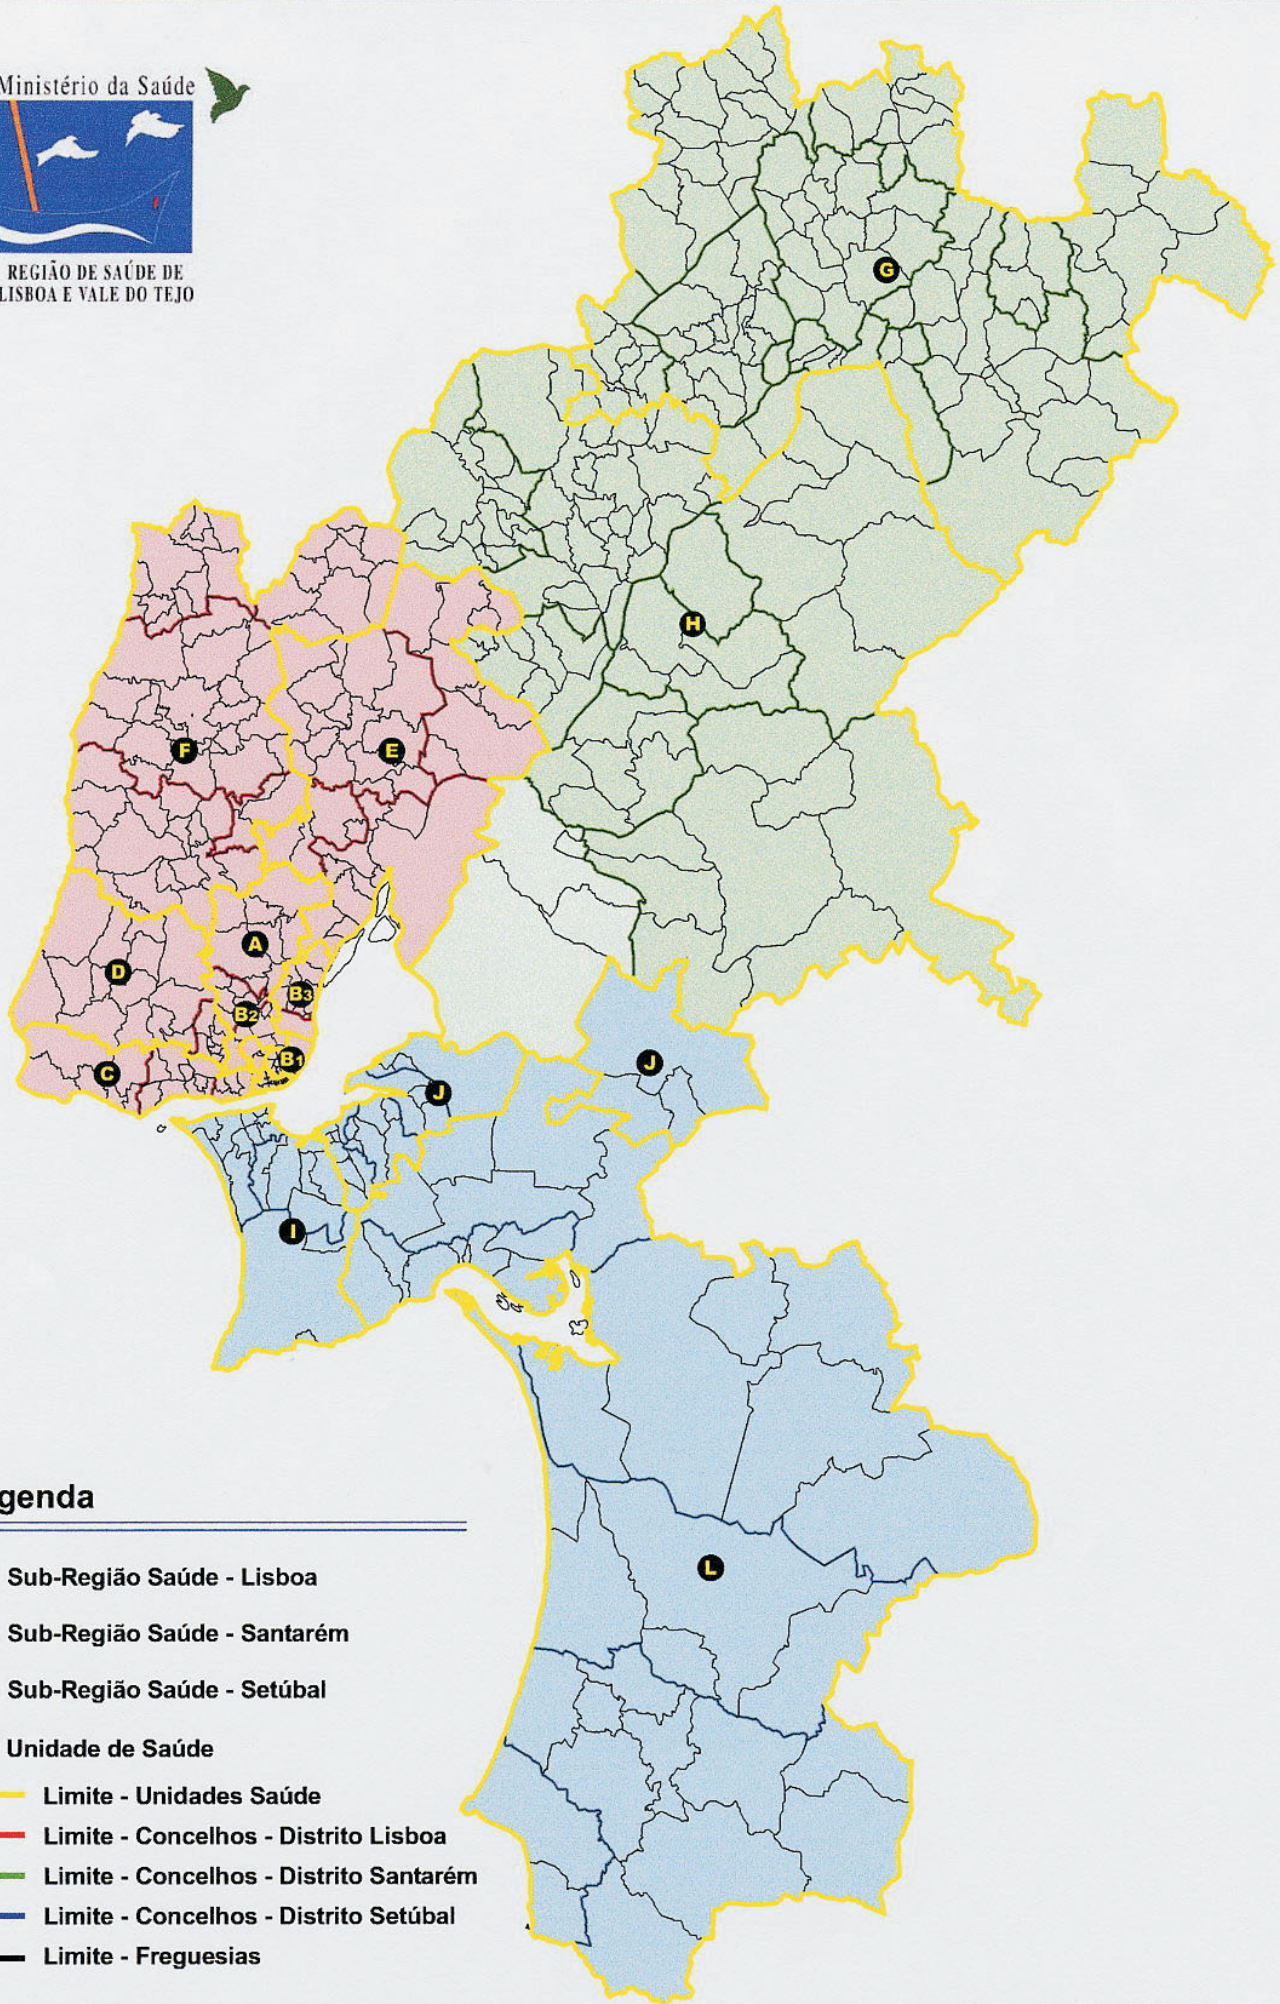 Ministério da Saúde
REGIÃO DE SAÚDE DE
LISBOA E VALE DO TEJO
G
H
F
E
A
D
B3
B2
B1
C
J
J
I
L
genda
Sub-Região Saúde - Lisboa
Sub-Região Saúde - Santarém
Sub-Região Saúde - Setúbal
Unidade de Saúde
Limite - Unidades Saúde
Limite - Concelhos - Distrito Lisboa
Limite - Concelhos - Distrito Santarém
Limite - Concelhos - Distrito Setúbal
Limite - Freguesias